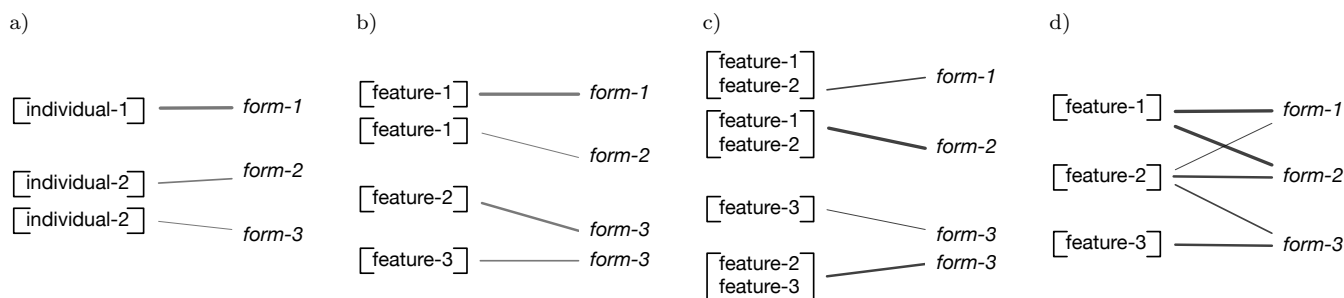 a)
individual-1
form-1
individual-2
form-2
individual-2
form-3
b)
feature-1
form-1
feature-1
form-2
feature-2
form-3
feature-3
form-3
c)
feature-1
feature-2
form-1
feature-1
feature-2
form-2
feature-3
form-3
feature-2
feature-3
form-3
d)
feature-1
form-1
feature-2
form-2
feature-3
form-3